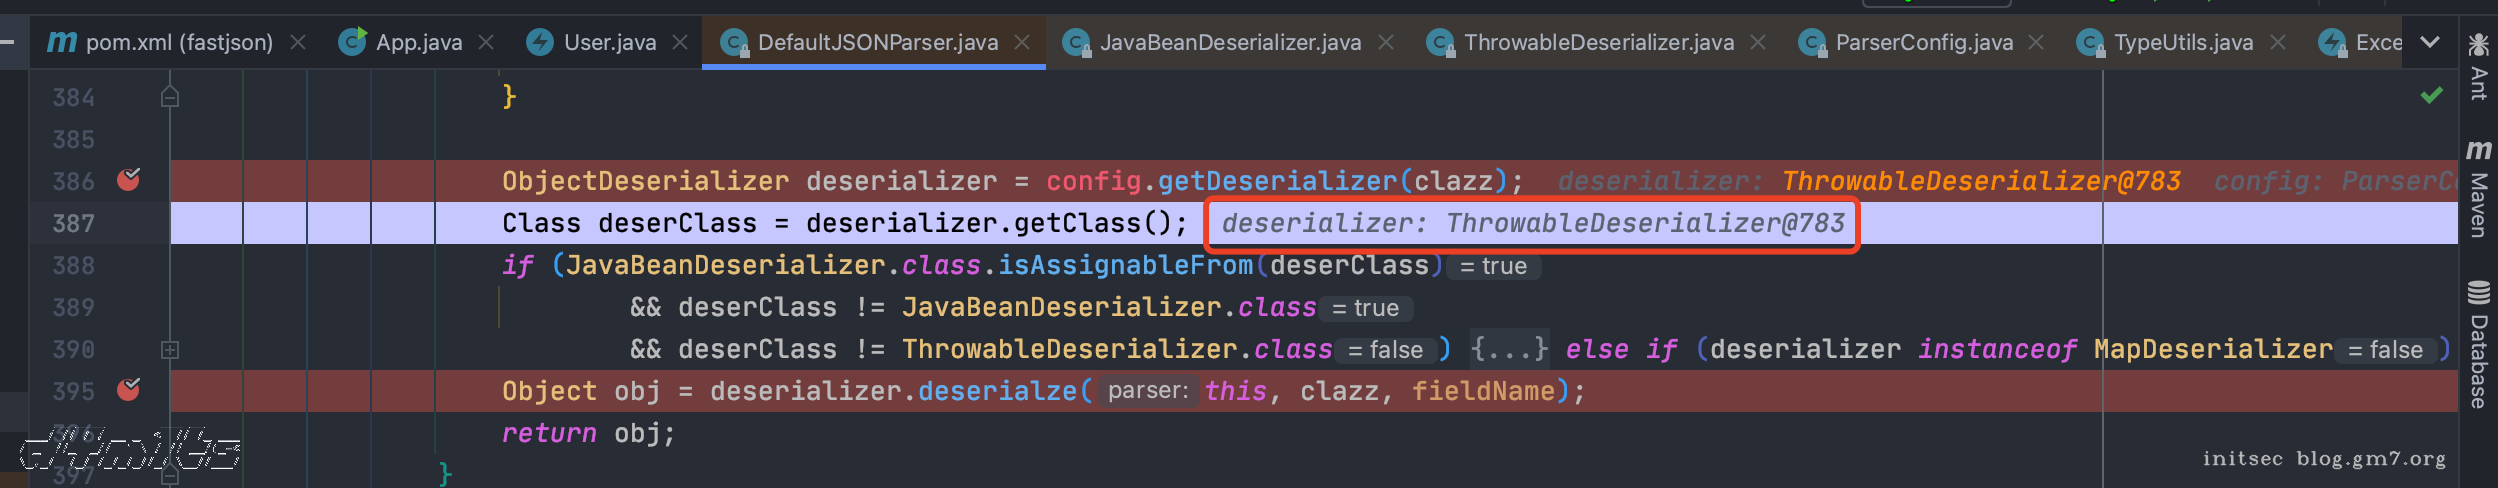 pom.xml (fastjson) App.java User.java DefaultJSONParser.java JavaBeanDeserializer.java ThrowableDeserializer.java ParserConfig.java TypeUtils.java Exce
384 }
385
386 ObjectDeserializer deserializer = config.getDeserializer(clazz); deserializer: ThrowableDeserializer@783 config: ParserCo
387 Class deserClass = deserializer.getClass(); deserializer: ThrowableDeserializer@783
388 if (JavaBeanDeserializer.class.isAssignableFrom(deserClass) = true
389 && deserClass != JavaBeanDeserializer.class = true
390 && deserClass != ThrowableDeserializer.class = false ) {...} else if (deserializer instanceof MapDeserializer = false )
395 Object obj = deserializer.deserialze( parser: this, clazz, fieldName);
396 return obj;
397 }
Ant
Maven
Database
initsec blog.gm7.org